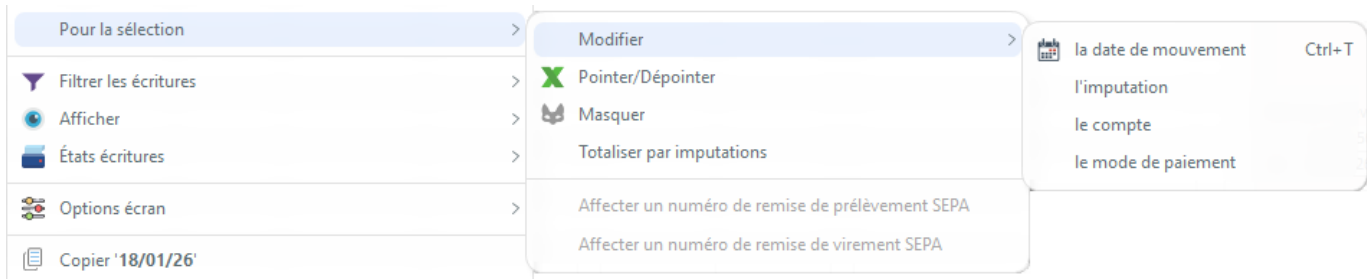 Pour la sélection
Filtrer les écritures
Afficher
États écritures
Options écran
Copier '18/01/26'
Modifier
Pointer/Dépointer
Masquer
Totaliser par imputations
Affecter un numéro de remise de prélèvement SEPA
Affecter un numéro de remise de virement SEPA
la date de mouvement Ctrl+T
l'imputation
le compte
le mode de paiement